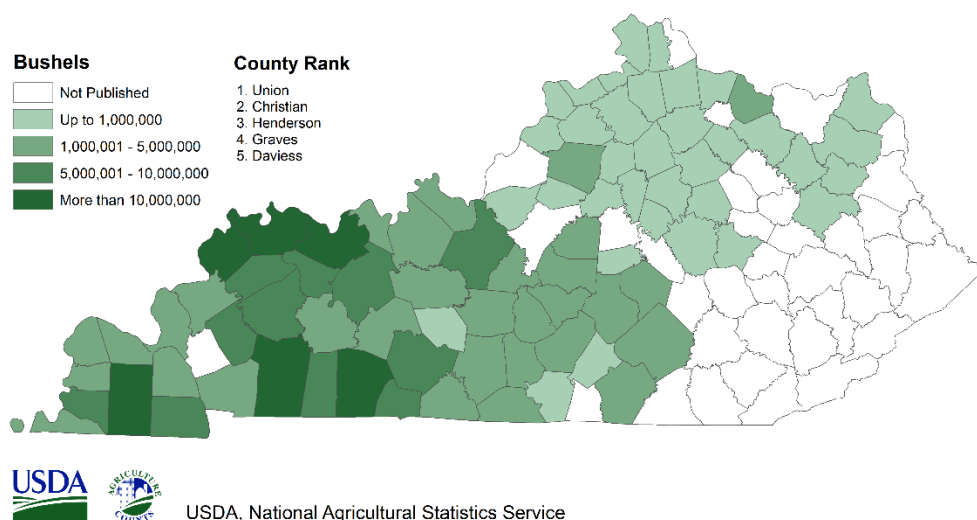 Bushels
Not Published
Up to 1,000,000
1,000,001 - 5,000,000
5,000,001 - 10,000,000
More than 10,000,000
County Rank
1. Union
2. Christian
3. Henderson
4. Graves
5. Daviess
USDA
AGRICULTURE
COUNTS
USDA, National Agricultural Statistics Service